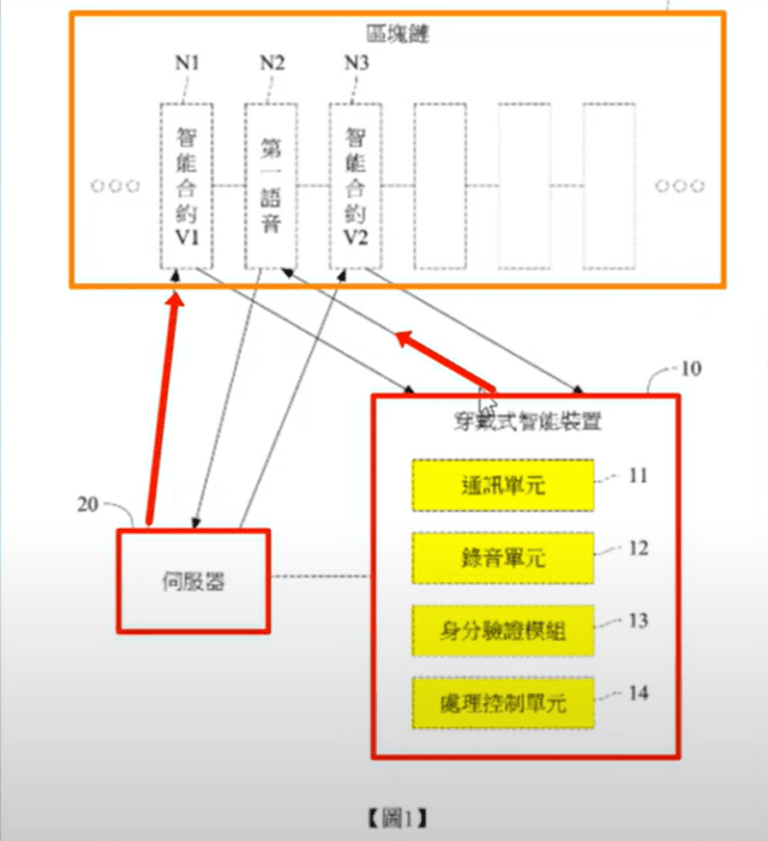 區塊鏈
N1 N2 N3
智能合約V1
第一語音
智能合約V2
10
穿戴式智能裝置
通訊單元 11
錄音單元 12
身分驗證模組 13
處理控制單元 14
20
伺服器
【圖1】